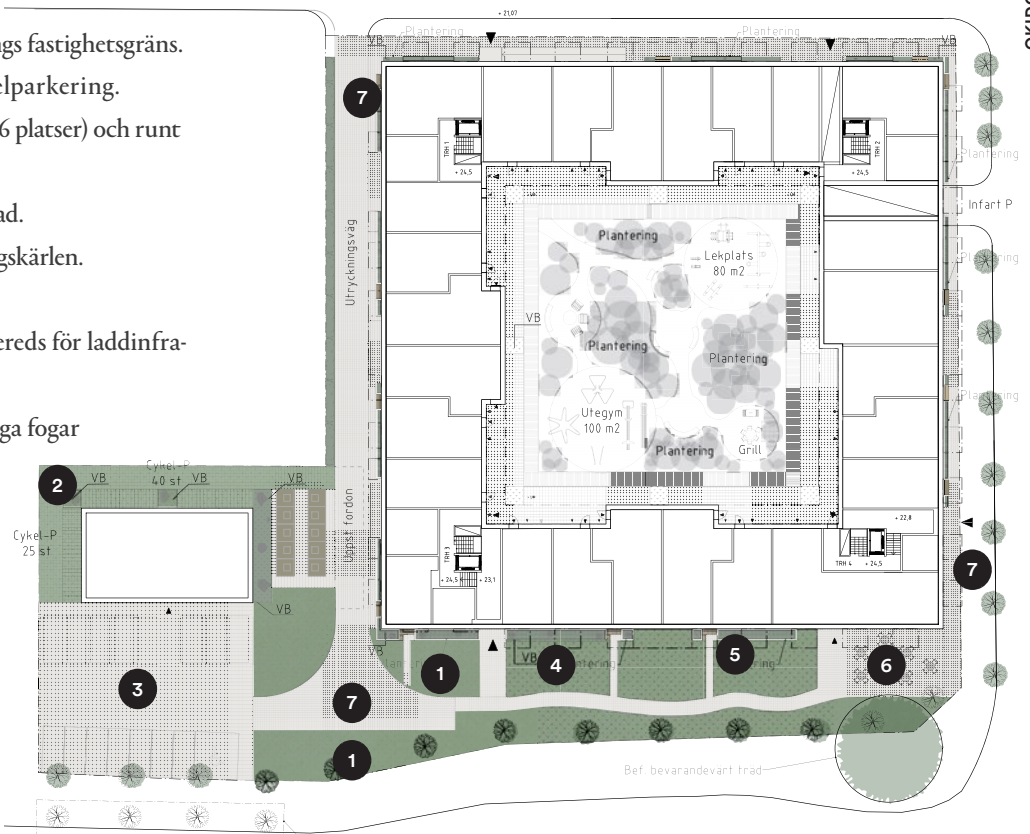 ngs fastighetsgräns.
elparkering.
6 platser) och runt
ad.
gskärlen.
ereds för laddinfra-
ga fogar
+ 21,07
VB
Plantering
Plantering
VB
7
TRH 1
+ 24,5
TRH 2
+ 24,5
Plantering
Infart P
Utryckningsväg
Plantering
Lekplats
80 m2
Plantering
VB
Plantering
Plantering
Plantering
Utegym
100 m2
Plantering
Grill
2
VB
Cykel-P
40 st
VB
VB
Cykel-P
25 st
Uppst fordon
TRH 3
+ 24,5
+ 23,1
+ 22,8
TRH 4
+ 24,5
7
VB
VB
Plantering
1
VB
4
Plantering
5
6
3
7
1
Bef. bevarandevärt träd